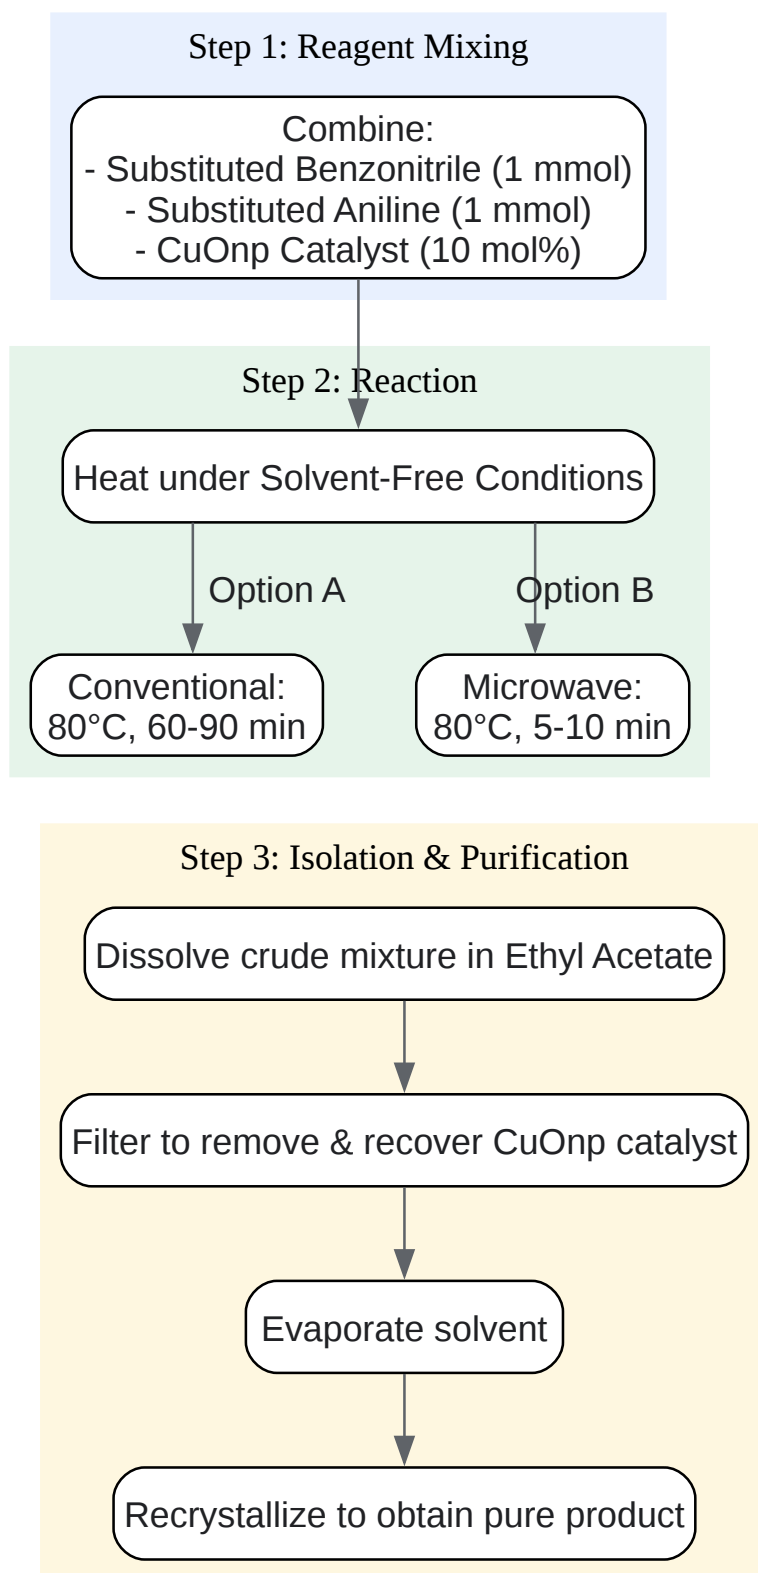 Step 1: Reagent Mixing
Combine:
- Substituted Benzonitrile (1 mmol)
- Substituted Aniline (1 mmol)
- CuOnp Catalyst (10 mol%)
Step 2: Reaction
Heat under Solvent-Free Conditions
Option A
Option B
Conventional:
80°C, 60-90 min
Microwave:
80°C, 5-10 min
Step 3: Isolation & Purification
Dissolve crude mixture in Ethyl Acetate
Filter to remove & recover CuOnp catalyst
Evaporate solvent
Recrystallize to obtain pure product